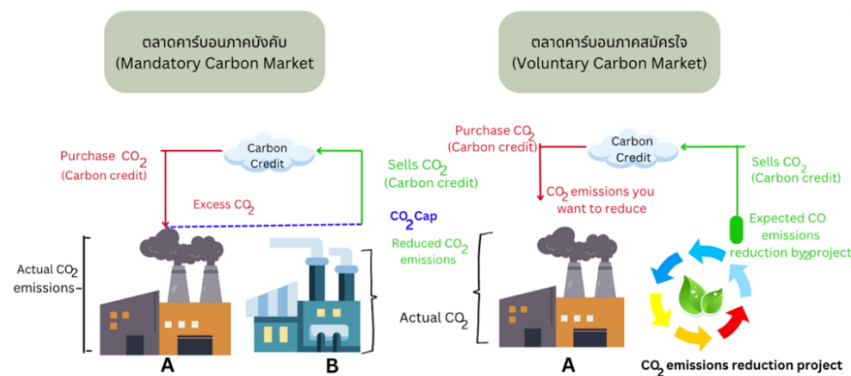 ตลาดคาร์บอนภาคบังคับ
(Mandatory Carbon Market
Purchase CO2
(Carbon credit)
Carbon
Credit
Sells CO2
(Carbon credit)
Excess CO2
CO2 Cap
Reduced CO2
emissions
Actual CO2
emissions
A
B
ตลาดคาร์บอนภาคสมัครใจ
(Voluntary Carbon Market)
Purchase CO2
(Carbon credit)
Carbon
Credit
Sells CO2
(Carbon credit)
CO2 emissions you
want to reduce
Expected CO
emissions
reduction by2project
Actual CO2
A
CO2 emissions reduction project